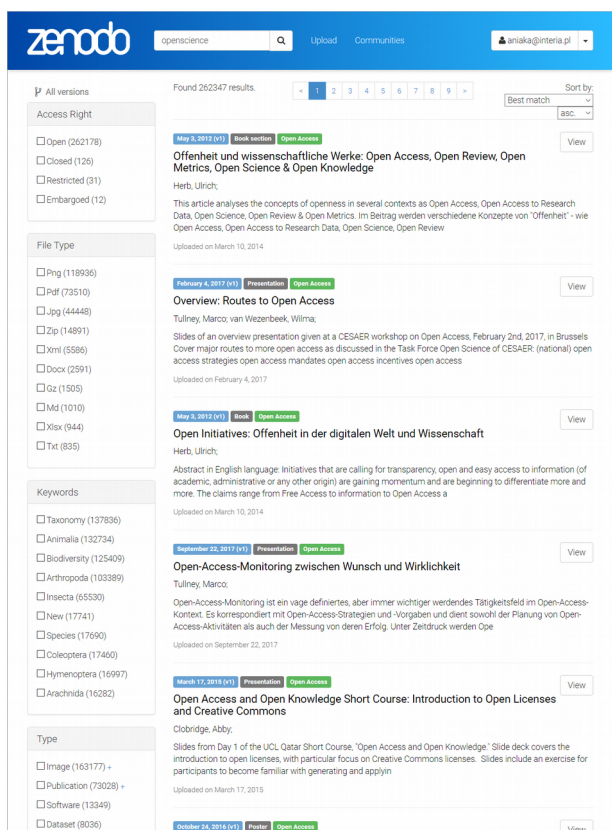 zenodo
openscience
Upload
Communities
aniaka@interia.pl
All versions
Access Right
Open (262178)
Closed (126)
Restricted (31)
Embargoed (12)
File Type
Png (118936)
Pdf (73510)
Jpg (44448)
Zip (14891)
Xml (5586)
Docx (2591)
Gz (1505)
Md (1010)
Xlsx (944)
Txt (835)
Keywords
Taxonomy (137836)
Animalia (132734)
Biodiversity (125409)
Arthropoda (103389)
Insecta (65530)
New (17741)
Species (17690)
Coleoptera (17460)
Hymenoptera (16997)
Arachnida (16282)
Type
Image (163177) +
Publication (73028) +
Software (13349)
Dataset (8036)
Found 262347 results.
« 1 2 3 4 5 6 7 8 9 »
Sort by:
Best match
asc.
May 3, 2012 (v1) Book section Open Access
View
Offenheit und wissenschaftliche Werke: Open Access, Open Review, Open
Metrics, Open Science & Open Knowledge
Herb, Ulrich;
This article analyses the concepts of openness in several contexts as Open Access, Open Access to Research
Data, Open Science, Open Review & Open Metrics. Im Beitrag werden verschiedene Konzepte von "Offenheit" - wie
Open Access, Open Access to Research Data, Open Science, Open Review
Uploaded on March 10, 2014
February 4, 2017 (v1) Presentation Open Access
View
Overview: Routes to Open Access
Tullney, Marco; van Wezenbeek, Wilma;
Slides of an overview presentation given at a CESAER workshop on Open Access, February 2nd, 2017, in Brussels
Cover major routes to more open access as discussed in the Task Force Open Science of CESAER: (national) open
access strategies open access mandates open access incentives open access
Uploaded on February 4, 2017
May 3, 2012 (v1) Book Open Access
View
Open Initiatives: Offenheit in der digitalen Welt und Wissenschaft
Herb, Ulrich;
Abstract in English language: Initiatives that are calling for transparency, open and easy access to information (of
academic, administrative or any other origin) are gaining momentum and are beginning to differentiate more and
more. The claims range from Free Access to information to Open Access a
Uploaded on March 10, 2014
September 22, 2017 (v1) Presentation Open Access
View
Open-Access-Monitoring zwischen Wunsch und Wirklichkeit
Tullney, Marco;
Open-Access-Monitoring ist ein vage definiertes, aber immer wichtiger werdendes Tätigkeitsfeld im Open-Access-
Kontext. Es korrespondiert mit Open-Access-Strategien und -Vorgaben und dient sowohl der Planung von Open-
Access-Aktivitäten als auch der Messung von deren Erfolg. Unter Zeitdruck werden Ope
Uploaded on September 22, 2017
March 17, 2015 (v1) Presentation Open Access
View
Open Access and Open Knowledge Short Course: Introduction to Open Licenses
and Creative Commons
Clobridge, Abby,
Slides from Day 1 of the UCL Qatar Short Course, "Open Access and Open Knowledge." Slide deck covers the
introduction to open licenses, with particular focus on Creative Commons licenses. Slides include an exercise for
participants to become familiar with generating and applyin
Uploaded on March 17, 2015
October 24, 2016 (v1) Poster Open Access
View